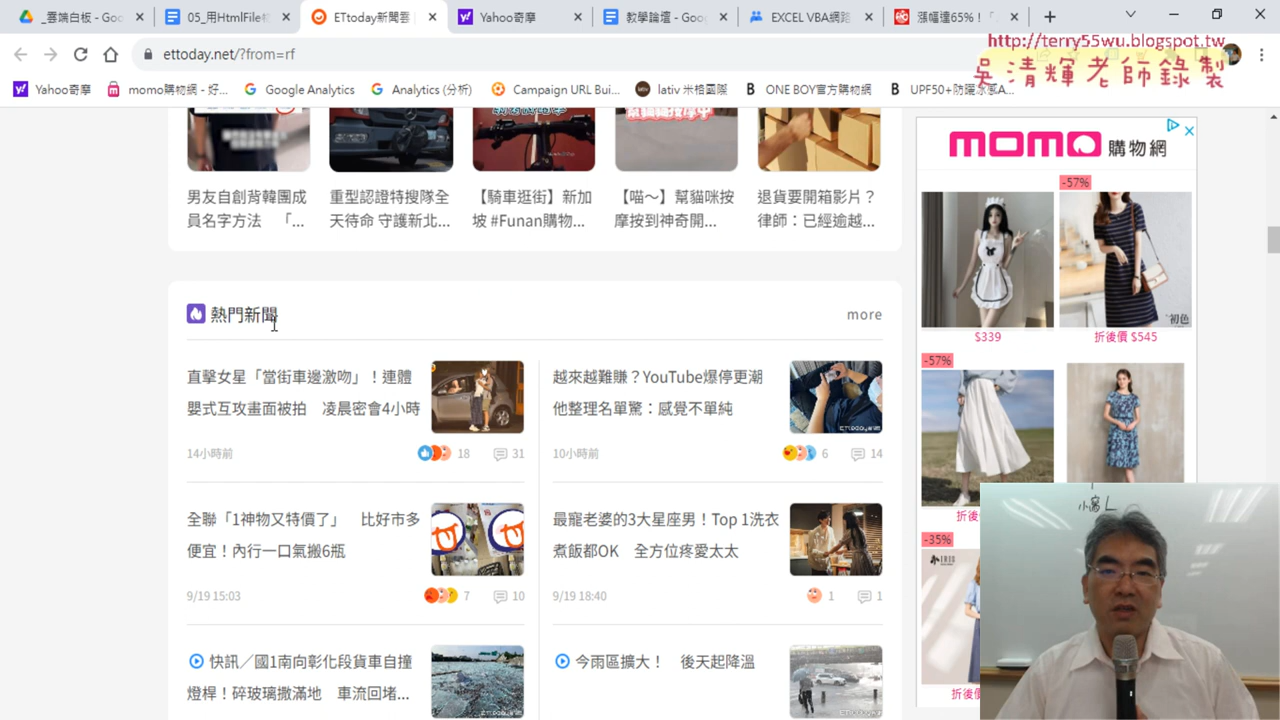 _雲端白板 - Goo
05_用HtmlFile物
ETtoday新聞雲
Yahoo奇摩
教學論壇 - Goo
EXCEL VBA網路
漲幅達65%！「
http://terry55wu.blogspot.tw
ettoday.net/?from=rf
吳清輝老師錄製
Yahoo奇摩
momo購物網 - 好...
Google Analytics
Analytics (分析)
Campaign URL Bui...
lativ 米格國際
ONE BOY官方購物網
UPF50+防曬冰感A...
男友自創背韓團成
員名字方法 「...
重型認證特搜隊全
天待命 守護新北...
【騎車逛街】新加
坡 #Funan購物...
【喵～】幫貓咪按
摩按到神奇開...
退貨要開箱影片？
律師：已經逾越...
熱門新聞
more
直擊女星「當街車邊激吻」！連體
嬰式互攻畫面被拍 凌晨密會4小時
14小時前
18
31
越來越難賺？YouTube爆停更潮
他整理名單驚：感覺不單純
10小時前
6
14
全聯「1神物又特價了」 比好市多
便宜！內行一口氣搬6瓶
9/19 15:03
7
10
最寵老婆的3大星座男！Top 1洗衣
煮飯都OK 全方位疼愛太太
9/19 18:40
1
1
快訊／國1南向彰化段貨車自撞
燈桿！碎玻璃撒滿地 車流回堵...
今雨區擴大！ 後天起降溫
momo 購物網
-57%
初色
$339
折後價 $545
-57%
折後
-35%
折後價